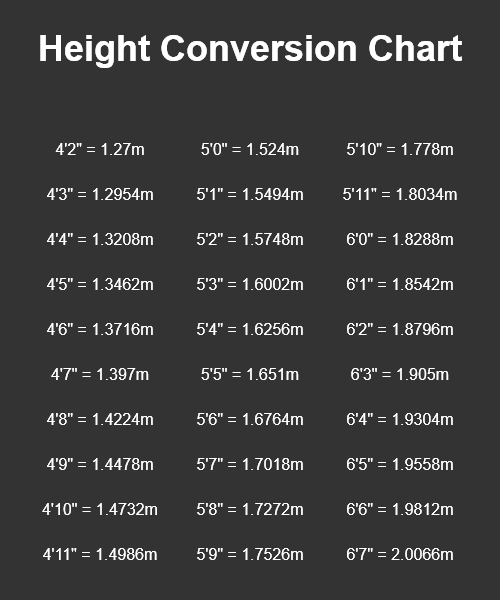 Height Conversion Chart
4'2" = 1.27m 5'0" = 1.524m 5'10" = 1.778m
4'3" = 1.2954m 5'1" = 1.5494m 5'11" = 1.8034m
4'4" = 1.3208m 5'2" = 1.5748m 6'0" = 1.8288m
4'5" = 1.3462m 5'3" = 1.6002m 6'1" = 1.8542m
4'6" = 1.3716m 5'4" = 1.6256m 6'2" = 1.8796m
4'7" = 1.397m 5'5" = 1.651m 6'3" = 1.905m
4'8" = 1.4224m 5'6" = 1.6764m 6'4" = 1.9304m
4'9" = 1.4478m 5'7" = 1.7018m 6'5" = 1.9558m
4'10" = 1.4732m 5'8" = 1.7272m 6'6" = 1.9812m
4'11" = 1.4986m 5'9" = 1.7526m 6'7" = 2.0066m